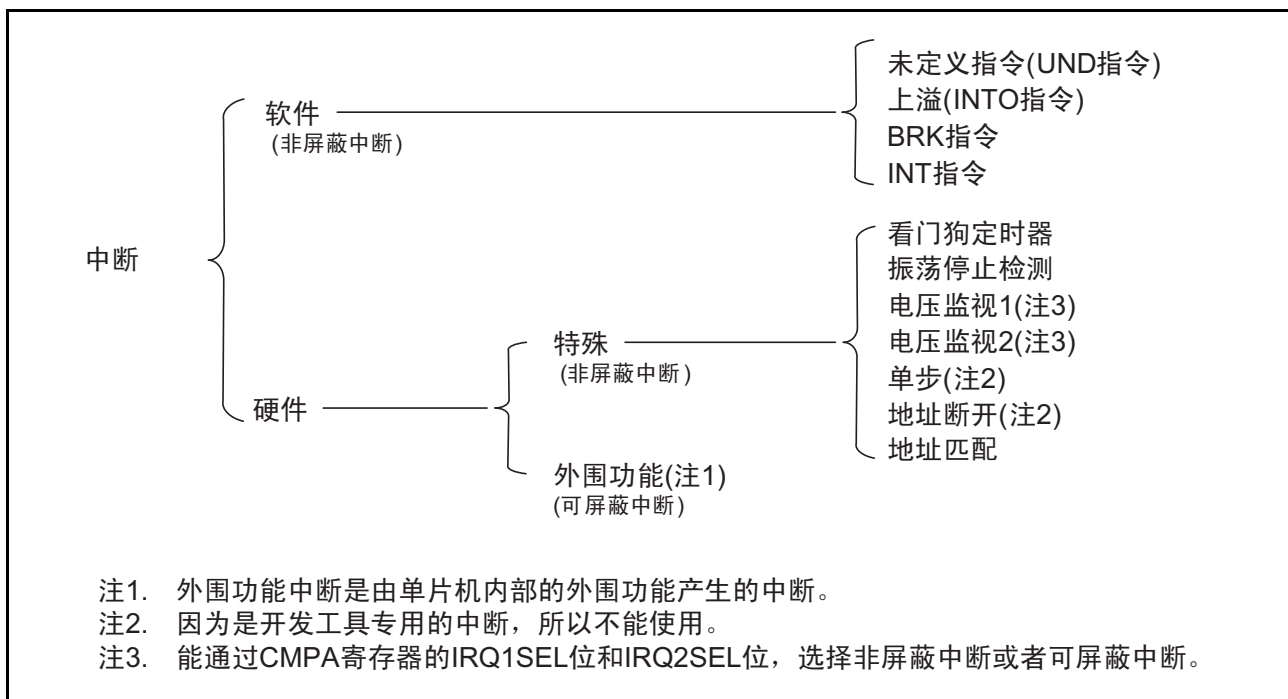 中断
软件
(非屏蔽中断)
未定义指令(UND指令)
上溢(INTO指令)
BRK指令
INT指令
硬件
特殊
(非屏蔽中断)
看门狗定时器
振荡停止检测
电压监视1(注3)
电压监视2(注3)
单步(注2)
地址断开(注2)
地址匹配
外围功能(注1)
(可屏蔽中断)
注1. 外围功能中断是由单片机内部的外围功能产生的中断。
注2. 因为是开发工具专用的中断，所以不能使用。
注3. 能通过CMPA寄存器的IRQ1SEL位和IRQ2SEL位，选择非屏蔽中断或者可屏蔽中断。